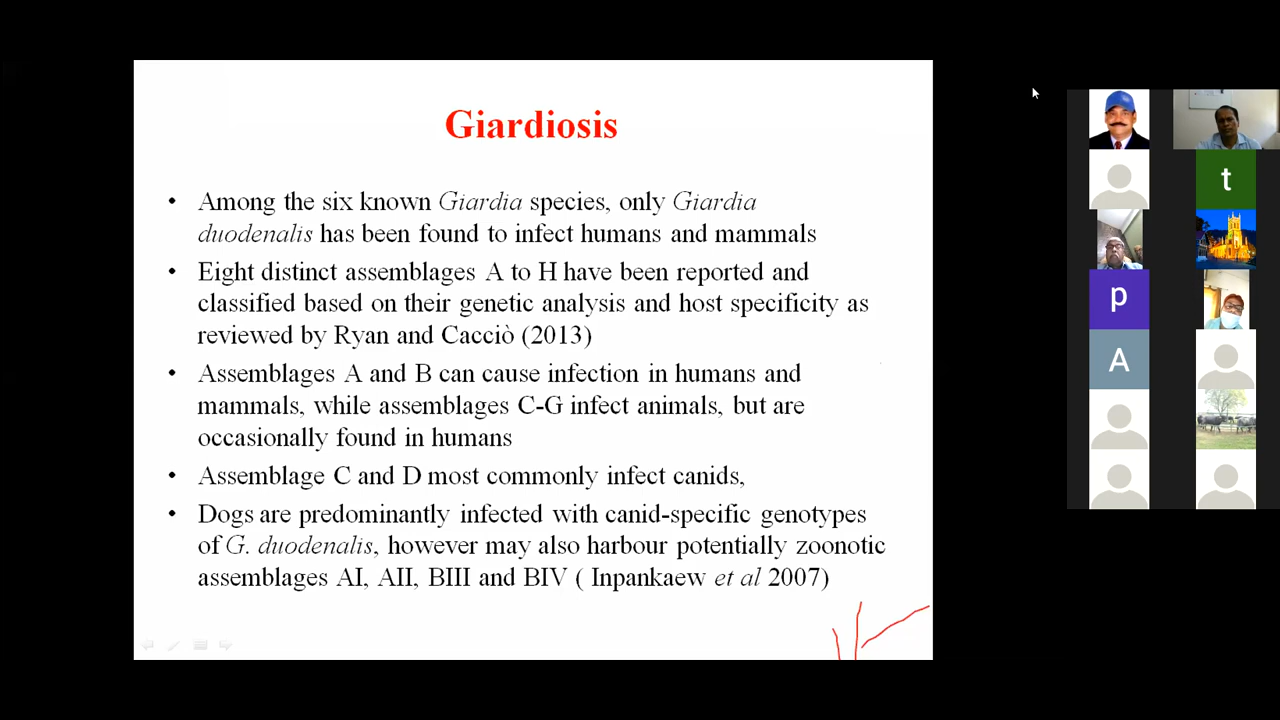 Giardiosis
• Among the six known Giardia species, only Giardia
duodenalis has been found to infect humans and mammals
• Eight distinct assemblages A to H have been reported and
classified based on their genetic analysis and host specificity as
reviewed by Ryan and Cacciò (2013)
• Assemblages A and B can cause infection in humans and
mammals, while assemblages C-G infect animals, but are
occasionally found in humans
• Assemblage C and D most commonly infect canids,
• Dogs are predominantly infected with canid-specific genotypes
of G. duodenalis, however may also harbour potentially zoonotic
assemblages AI, AII, BIII and BIV ( Inpankaew et al 2007)
t
p
A